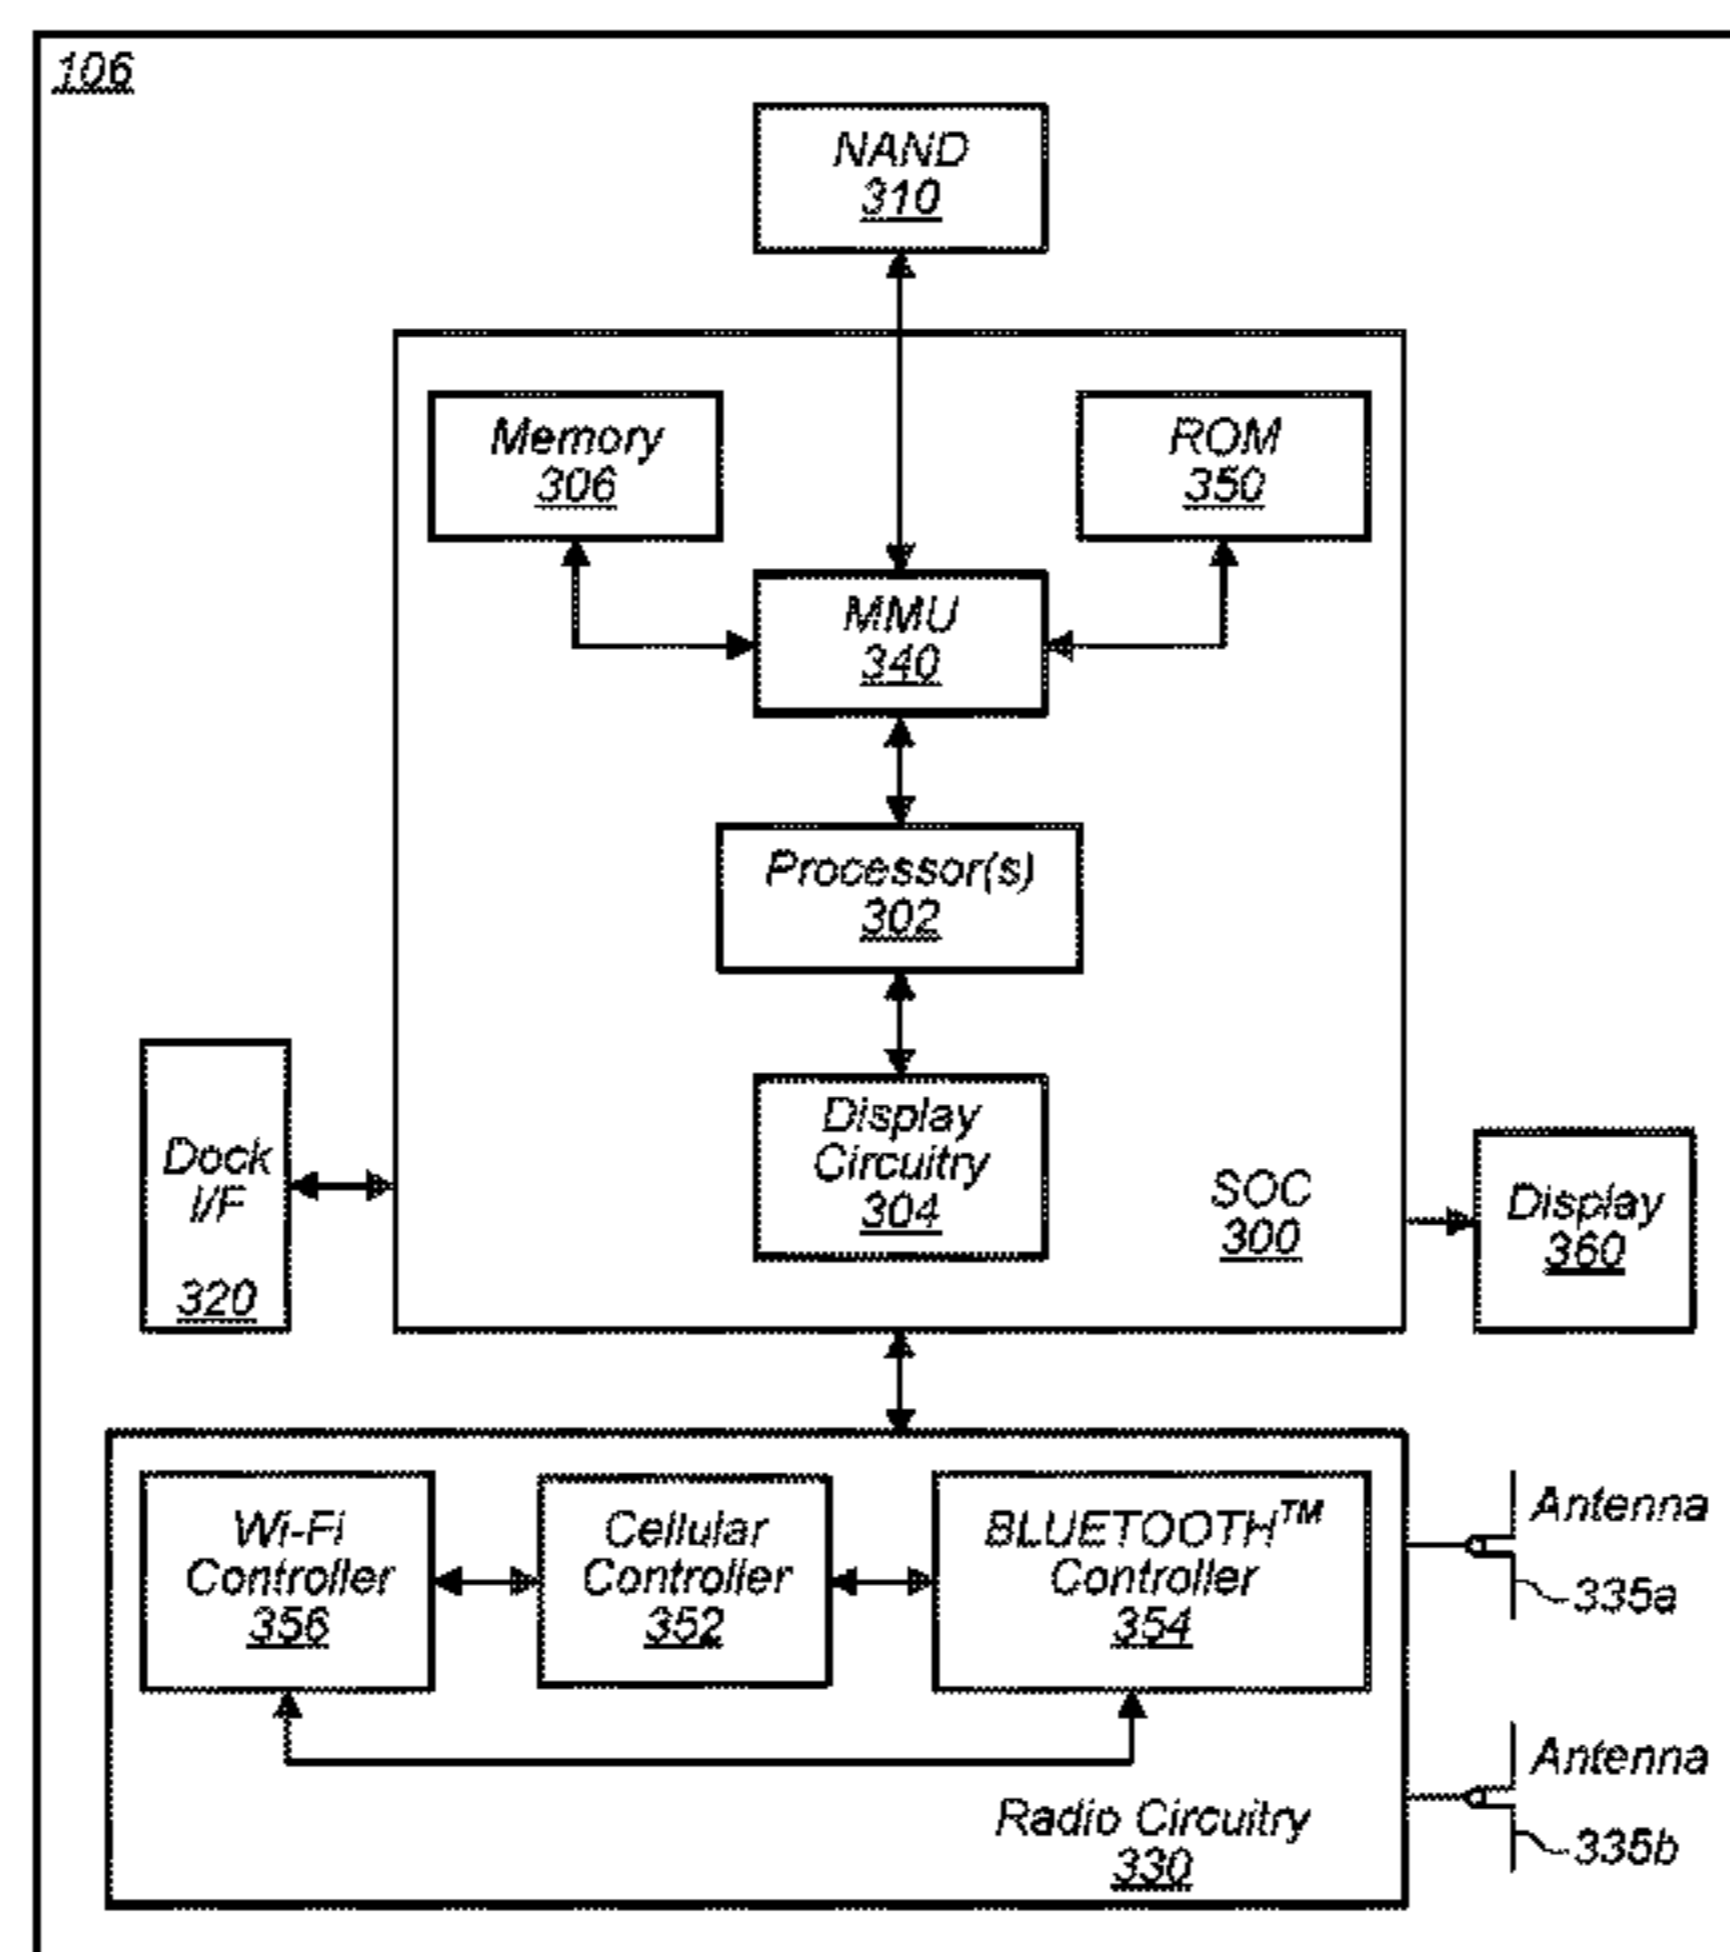 106
NAND
310
Memory
306
ROM
350
MMU
340
Processor(s)
302
Display
Circuitry
304
SOC
300
Dock
I/F
320
Display
360
Wi-Fi
Controller
356
Cellular
Controller
352
BLUETOOTH™
Controller
354
Radio Circuitry
330
Antenna
335a
Antenna
335b